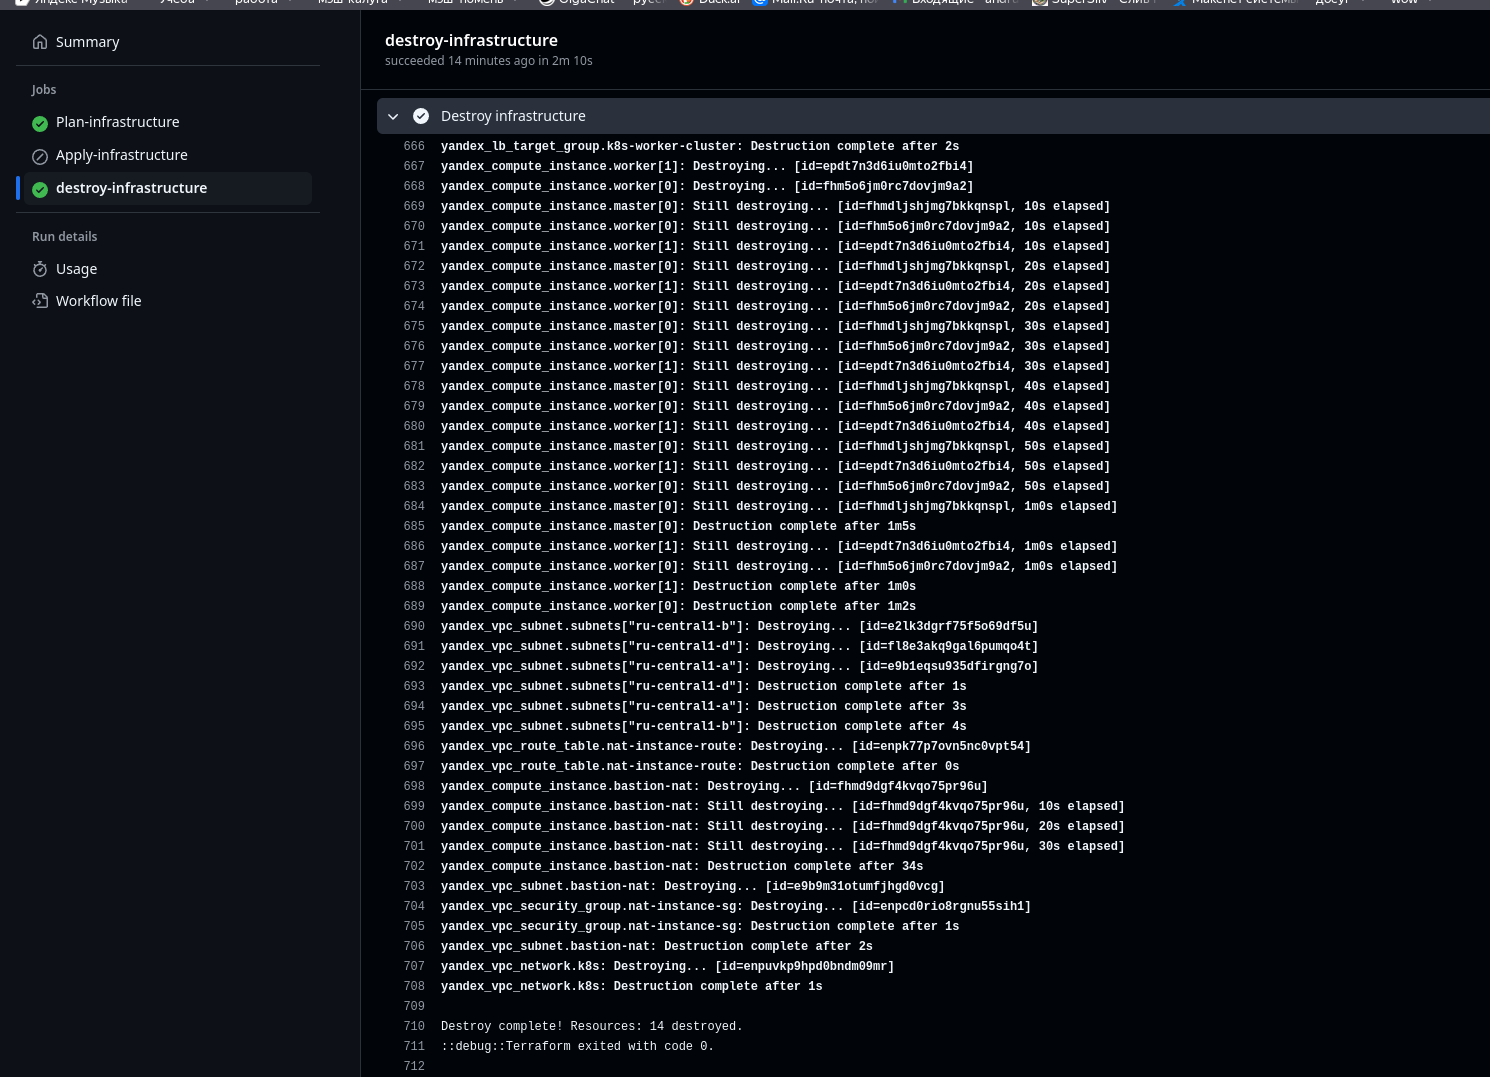 Summary
Jobs
Plan-infrastructure
Apply-infrastructure
destroy-infrastructure
Run details
Usage
Workflow file
destroy-infrastructure
succeeded 14 minutes ago in 2m 10s
Destroy infrastructure
666 yandex_lb_target_group.k8s-worker-cluster: Destruction complete after 2s
667 yandex_compute_instance.worker[1]: Destroying... [id=epdt7n3d6iu0mto2fbi4]
668 yandex_compute_instance.worker[0]: Destroying... [id=fhm5o6jm0rc7dovjm9a2]
669 yandex_compute_instance.master[0]: Still destroying... [id=fhmdljshjmg7bkkqnspl, 10s elapsed]
670 yandex_compute_instance.worker[0]: Still destroying... [id=fhm5o6jm0rc7dovjm9a2, 10s elapsed]
671 yandex_compute_instance.worker[1]: Still destroying... [id=epdt7n3d6iu0mto2fbi4, 10s elapsed]
672 yandex_compute_instance.master[0]: Still destroying... [id=fhmdljshjmg7bkkqnspl, 20s elapsed]
673 yandex_compute_instance.worker[1]: Still destroying... [id=epdt7n3d6iu0mto2fbi4, 20s elapsed]
674 yandex_compute_instance.worker[0]: Still destroying... [id=fhm5o6jm0rc7dovjm9a2, 20s elapsed]
675 yandex_compute_instance.master[0]: Still destroying... [id=fhmdljshjmg7bkkqnspl, 30s elapsed]
676 yandex_compute_instance.worker[0]: Still destroying... [id=fhm5o6jm0rc7dovjm9a2, 30s elapsed]
677 yandex_compute_instance.worker[1]: Still destroying... [id=epdt7n3d6iu0mto2fbi4, 30s elapsed]
678 yandex_compute_instance.master[0]: Still destroying... [id=fhmdljshjmg7bkkqnspl, 40s elapsed]
679 yandex_compute_instance.worker[0]: Still destroying... [id=fhm5o6jm0rc7dovjm9a2, 40s elapsed]
680 yandex_compute_instance.worker[1]: Still destroying... [id=epdt7n3d6iu0mto2fbi4, 40s elapsed]
681 yandex_compute_instance.master[0]: Still destroying... [id=fhmdljshjmg7bkkqnspl, 50s elapsed]
682 yandex_compute_instance.worker[1]: Still destroying... [id=epdt7n3d6iu0mto2fbi4, 50s elapsed]
683 yandex_compute_instance.worker[0]: Still destroying... [id=fhm5o6jm0rc7dovjm9a2, 50s elapsed]
684 yandex_compute_instance.master[0]: Still destroying... [id=fhmdljshjmg7bkkqnspl, 1m0s elapsed]
685 yandex_compute_instance.master[0]: Destruction complete after 1m5s
686 yandex_compute_instance.worker[1]: Still destroying... [id=epdt7n3d6iu0mto2fbi4, 1m0s elapsed]
687 yandex_compute_instance.worker[0]: Still destroying... [id=fhm5o6jm0rc7dovjm9a2, 1m0s elapsed]
688 yandex_compute_instance.worker[1]: Destruction complete after 1m0s
689 yandex_compute_instance.worker[0]: Destruction complete after 1m2s
690 yandex_vpc_subnet.subnets["ru-central1-b"]: Destroying... [id=e2lk3dgrf75f5o69df5u]
691 yandex_vpc_subnet.subnets["ru-central1-d"]: Destroying... [id=fl8e3akq9gal6pumqo4t]
692 yandex_vpc_subnet.subnets["ru-central1-a"]: Destroying... [id=e9b1eqsu935dfirgng7o]
693 yandex_vpc_subnet.subnets["ru-central1-d"]: Destruction complete after 1s
694 yandex_vpc_subnet.subnets["ru-central1-a"]: Destruction complete after 3s
695 yandex_vpc_subnet.subnets["ru-central1-b"]: Destruction complete after 4s
696 yandex_vpc_route_table.nat-instance-route: Destroying... [id=enpk77p7ovn5nc0vpt54]
697 yandex_vpc_route_table.nat-instance-route: Destruction complete after 0s
698 yandex_compute_instance.bastion-nat: Destroying... [id=fhmd9dgf4kvqo75pr96u]
699 yandex_compute_instance.bastion-nat: Still destroying... [id=fhmd9dgf4kvqo75pr96u, 10s elapsed]
700 yandex_compute_instance.bastion-nat: Still destroying... [id=fhmd9dgf4kvqo75pr96u, 20s elapsed]
701 yandex_compute_instance.bastion-nat: Still destroying... [id=fhmd9dgf4kvqo75pr96u, 30s elapsed]
702 yandex_compute_instance.bastion-nat: Destruction complete after 34s
703 yandex_vpc_subnet.bastion-nat: Destroying... [id=e9b9m31otumfjhgd0vcg]
704 yandex_vpc_security_group.nat-instance-sg: Destroying... [id=enpcd0rio8rgnu55sih1]
705 yandex_vpc_security_group.nat-instance-sg: Destruction complete after 1s
706 yandex_vpc_subnet.bastion-nat: Destruction complete after 2s
707 yandex_vpc_network.k8s: Destroying... [id=enpuvkp9hpd0bndm09mr]
708 yandex_vpc_network.k8s: Destruction complete after 1s
709
710 Destroy complete! Resources: 14 destroyed.
711 ::debug::Terraform exited with code 0.
712